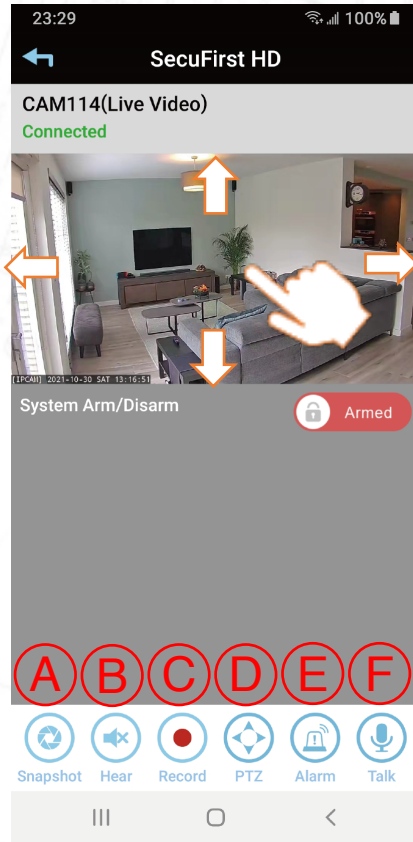 23:29 100%
SecuFirst HD
CAM114(Live Video)
Connected
[IPCAM] 2021-10-30 SAT 13:16:51
System Arm/Disarm Armed
A B C D E F
Snapshot Hear Record PTZ Alarm Talk